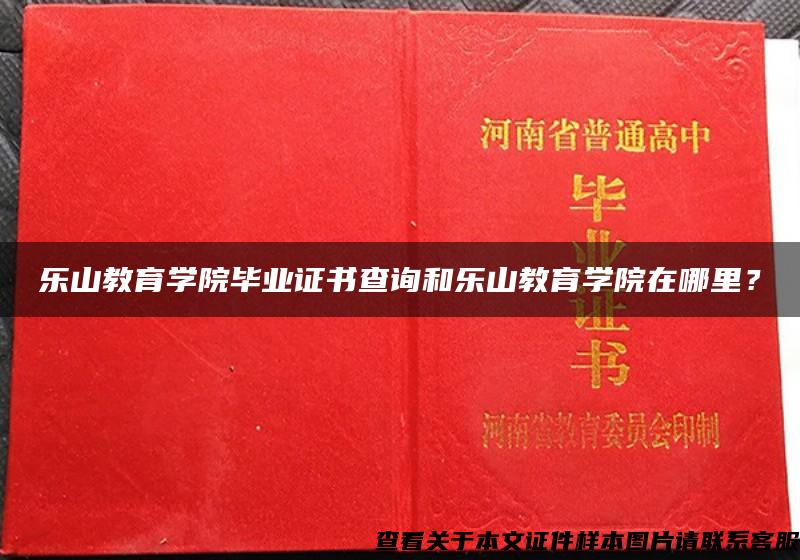 河南省普通高中
毕业证书
乐山教育学院毕业证书查询和乐山教育学院在哪里？
河南省教育委员会印制
查看关于本文证件样本图片请联系客服